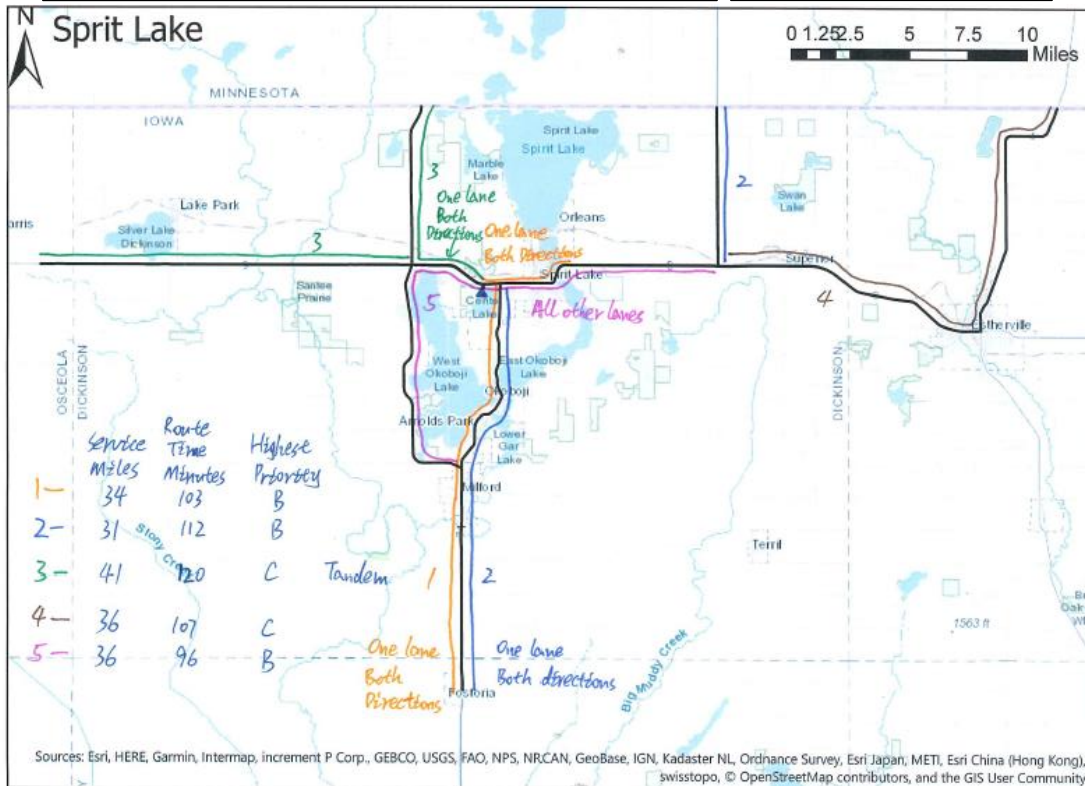 N
Sprit Lake
0 1.252.5 5 7.5 10
Miles
MINNESOTA
IOWA
Spirit Lake
Spirit Lake
Marble
Lake
3
One lane
Both
Directions
2
Swan
Lake
Lake Park
arris
Silver Lake
Dickinson
Orleans
One lane
Both Directions
3
Superior
Spirit Lake
Santee
Prairie
5
Center
Lake
All other lanes
4
Estherville
OSCEOLA
DICKINSON
DICKINSON
West
Okoboji
Lake
East Okoboji
Lake
Okoboji
Arnolds Park
Lower
Gar
Lake
Milford
Service
Miles
Route
Time
Minutes
Highest
Priority
1- 34 103 B
2- 31 112 B
3- 41 120 C Tandem
4- 36 107 C
5- 36 96 B
Stony Creek
1
2
Terril
One lane
Both
Directions
One lane
Both directions
Fostoria
Big Muddy Creek
1563 ft
Sources: Esri, HERE, Garmin, Intermap, increment P Corp., GEBCO, USGS, FAO, NPS, NRCAN, GeoBase, IGN, Kadaster NL, Ordnance Survey, Esri Japan, METI, Esri China (Hong Kong),
swisstopo, © OpenStreetMap contributors, and the GIS User Community